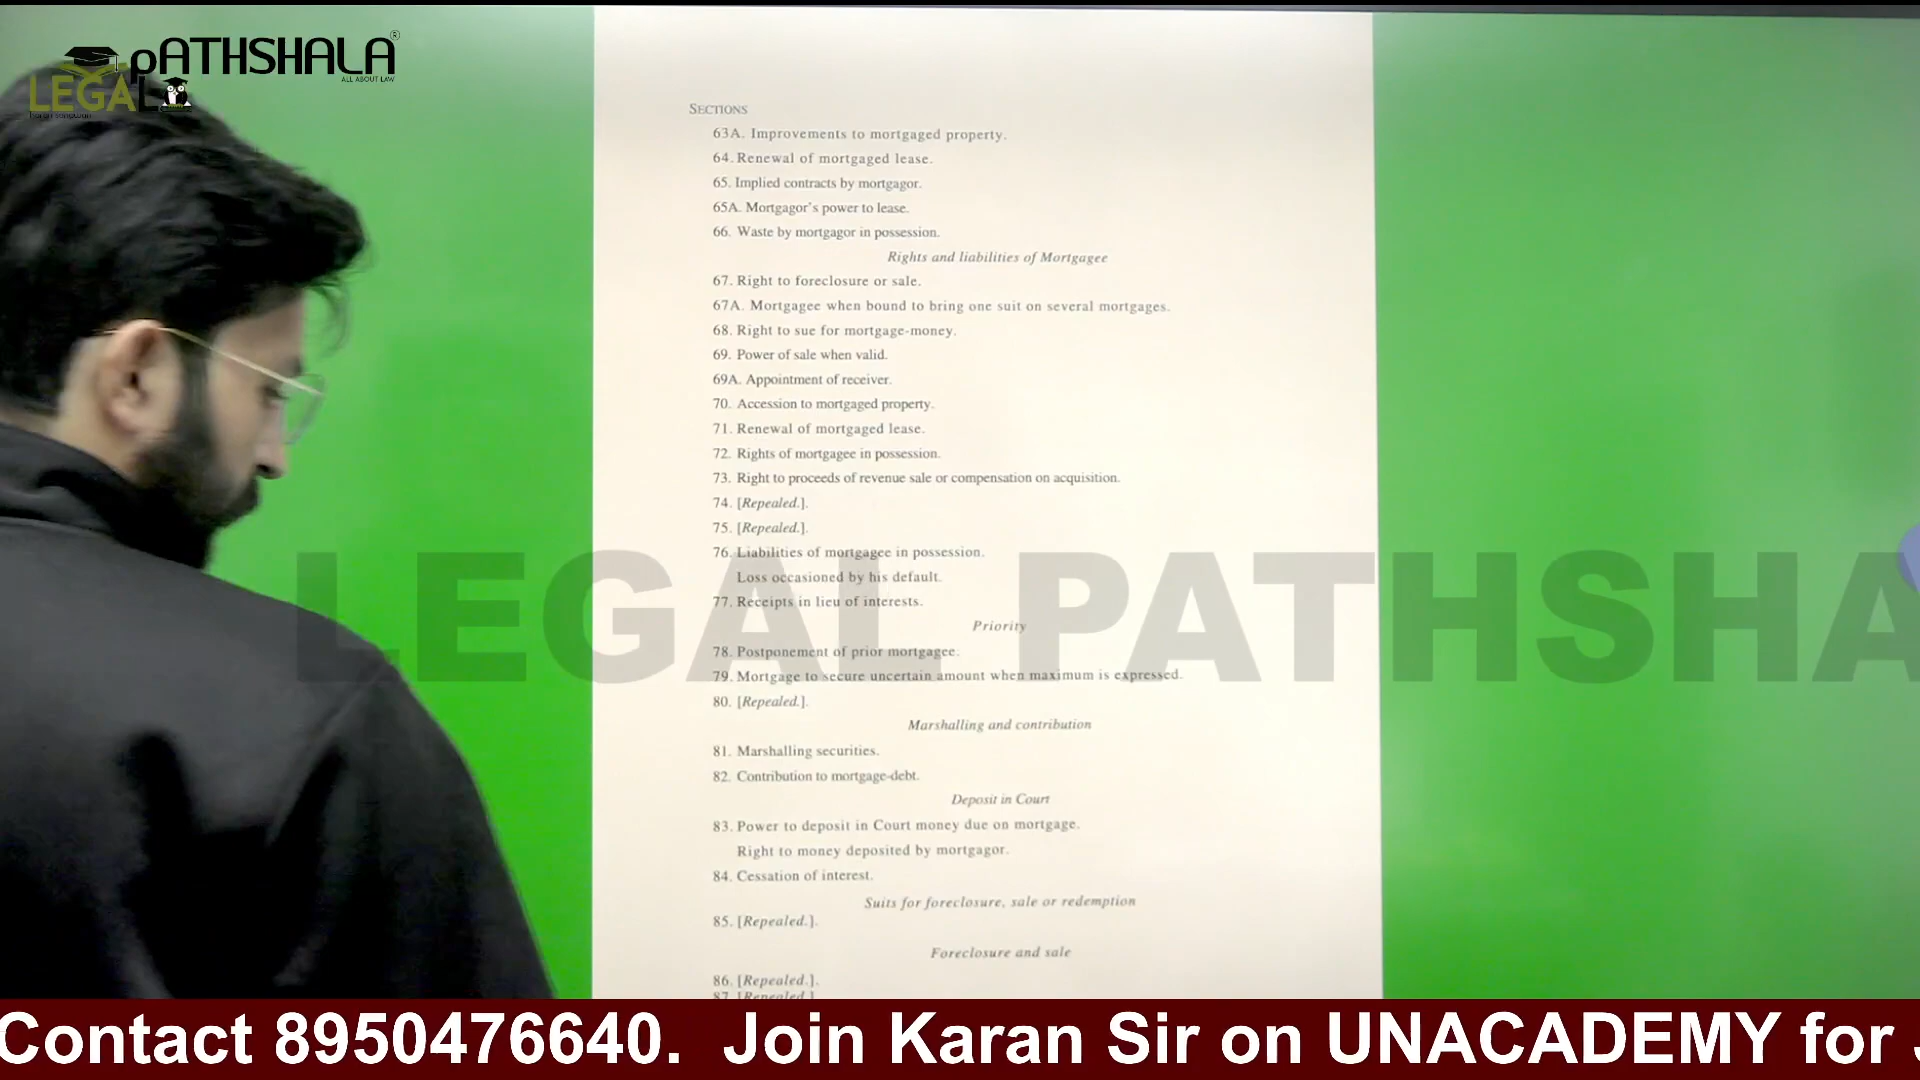 pATHSHALA ®
ALL ABOUT LAW
LEGAL
karan sangwan
SECTIONS
63A. Improvements to mortgaged property.
64. Renewal of mortgaged lease.
65. Implied contracts by mortgagor.
65A. Mortgagor's power to lease.
66. Waste by mortgagor in possession.
Rights and liabilities of Mortgagee
67. Right to foreclosure or sale.
67A. Mortgagee when bound to bring one suit on several mortgages.
68. Right to sue for mortgage-money.
69. Power of sale when valid.
69A. Appointment of receiver.
70. Accession to mortgaged property.
71. Renewal of mortgaged lease.
72. Rights of mortgagee in possession.
73. Right to proceeds of revenue sale or compensation on acquisition.
74. [Repealed.].
75. [Repealed.].
76. Liabilities of mortgagee in possession.
Loss occasioned by his default.
77. Receipts in lieu of interests.
Priority
78. Postponement of prior mortgagee.
79. Mortgage to secure uncertain amount when maximum is expressed.
80. [Repealed.].
Marshalling and contribution
81. Marshalling securities.
82. Contribution to mortgage-debt.
Deposit in Court
83. Power to deposit in Court money due on mortgage.
Right to money deposited by mortgagor.
84. Cessation of interest.
Suits for foreclosure, sale or redemption
85. [Repealed.].
Foreclosure and sale
86. [Repealed.].
87. [Repealed.]
LEGAL PATHSHA
Contact 8950476640. Join Karan Sir on UNACADEMY for